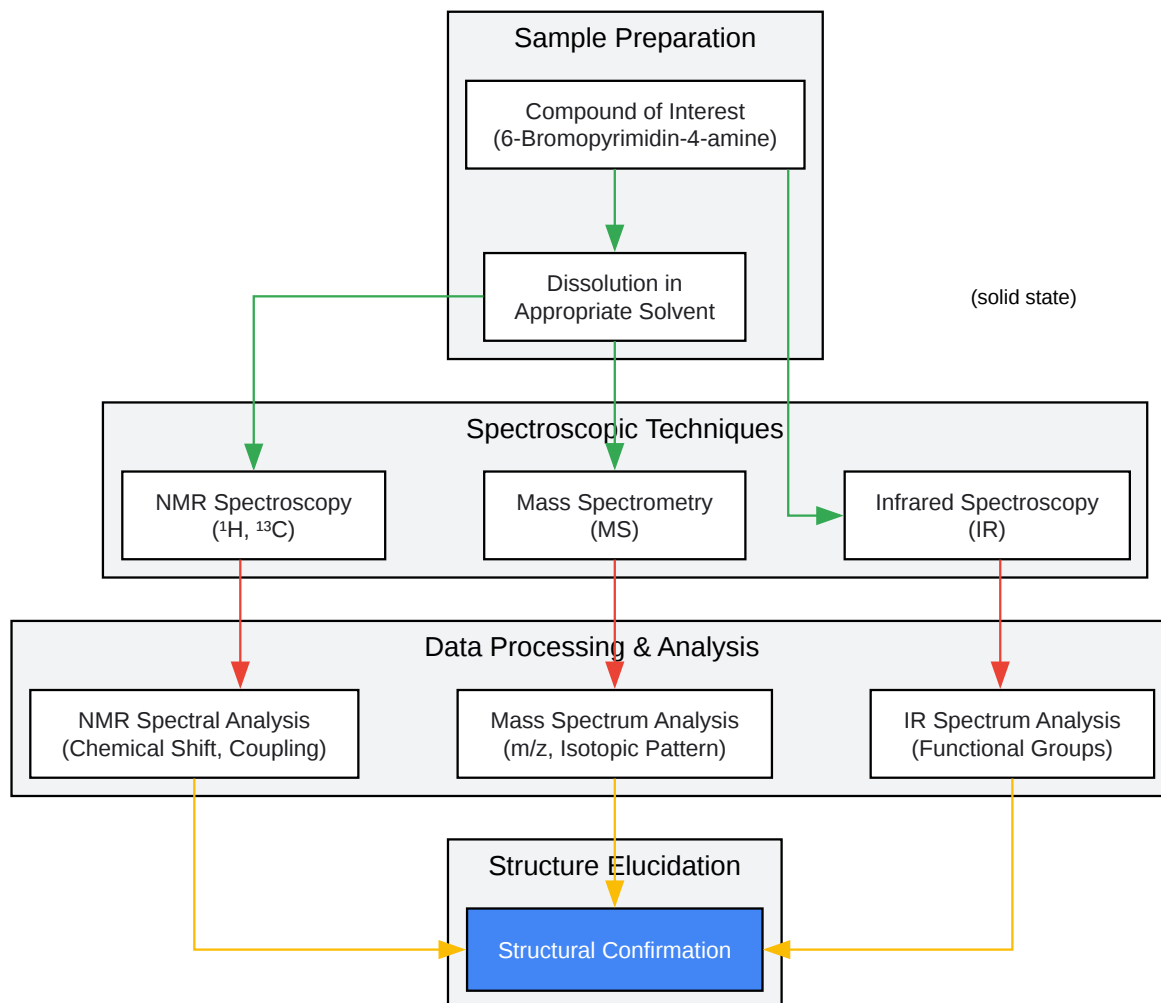 Sample Preparation
Compound of Interest
(6-Bromopyrimidin-4-amine)
Dissolution in
Appropriate Solvent
(solid state)
Spectroscopic Techniques
NMR Spectroscopy
(¹H, ¹³C)
Mass Spectrometry
(MS)
Infrared Spectroscopy
(IR)
Data Processing & Analysis
NMR Spectral Analysis
(Chemical Shift, Coupling)
Mass Spectrum Analysis
(m/z, Isotopic Pattern)
IR Spectrum Analysis
(Functional Groups)
Structure Elucidation
Structural Confirmation